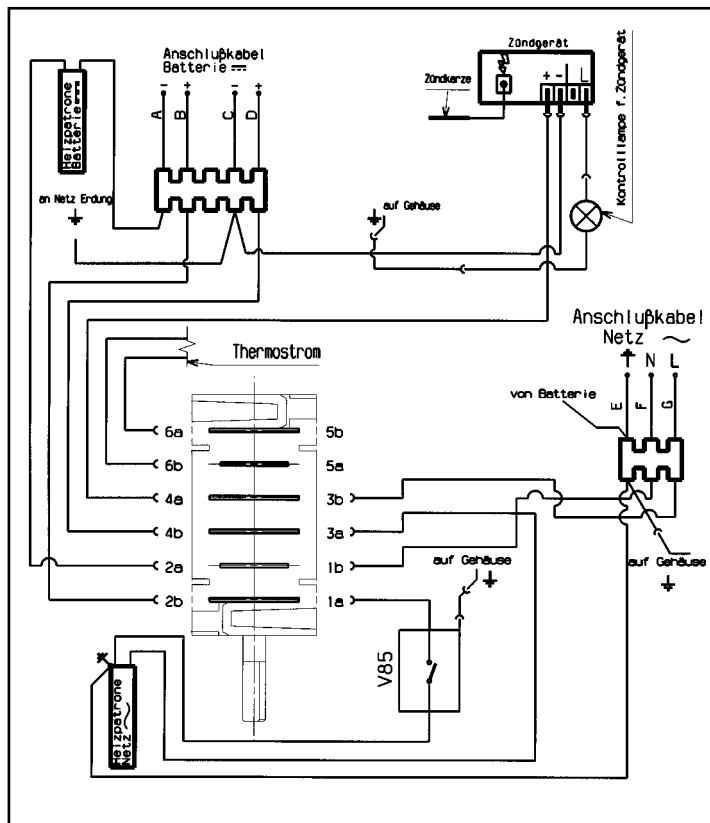 Anschlußkabel
Batterie
- + - +
A B C D
Heizpatrone
Batterie
an Netz Erdung
Zündgerät
Zündkerze
+ - L
Kontrolllampe f. Zündgerät
auf Gehäuse
Thermostrom
Anschlußkabel
Netz ~
N L
von Batterie
E F G
6a 5b
6b 5a
4a 3b
4b 3a
2a 1b
2b 1a
auf Gehäuse
auf Gehäuse
V85
Heizpatrone
Netz ~